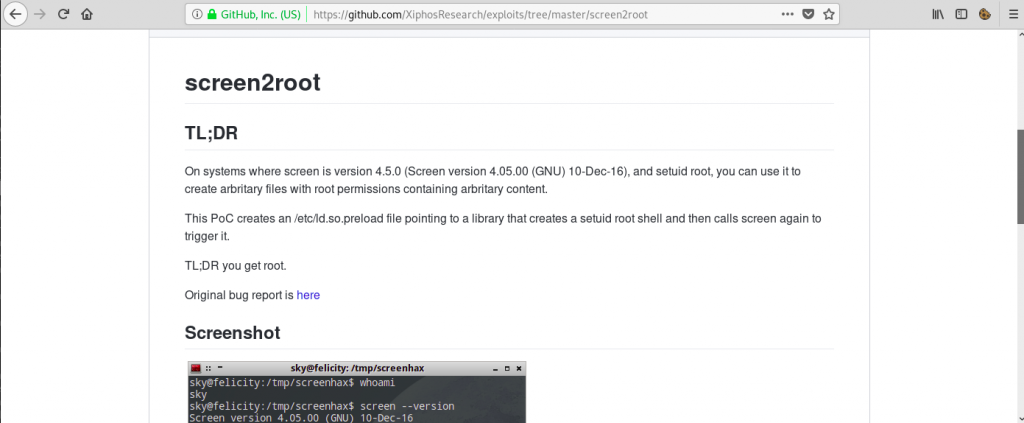 GitHub, Inc. (US)
https://github.com/XiphosResearch/exploits/tree/master/screen2root
screen2root
TL;DR
On systems where screen is version 4.5.0 (Screen version 4.05.00 (GNU) 10-Dec-16), and setuid root, you can use it to
create arbritary files with root permissions containing arbritary content.
This PoC creates an /etc/ld.so.preload file pointing to a library that creates a setuid root shell and then calls screen again to
trigger it.
TL;DR you get root.
Original bug report is here
Screenshot
sky@felicity: /tmp/screenhax
sky@felicity:/tmp/screenhax$ whoami
sky
sky@felicity:/tmp/screenhax$ screen --version
Screen version 4.05.00 (GNU) 10-Dec-16